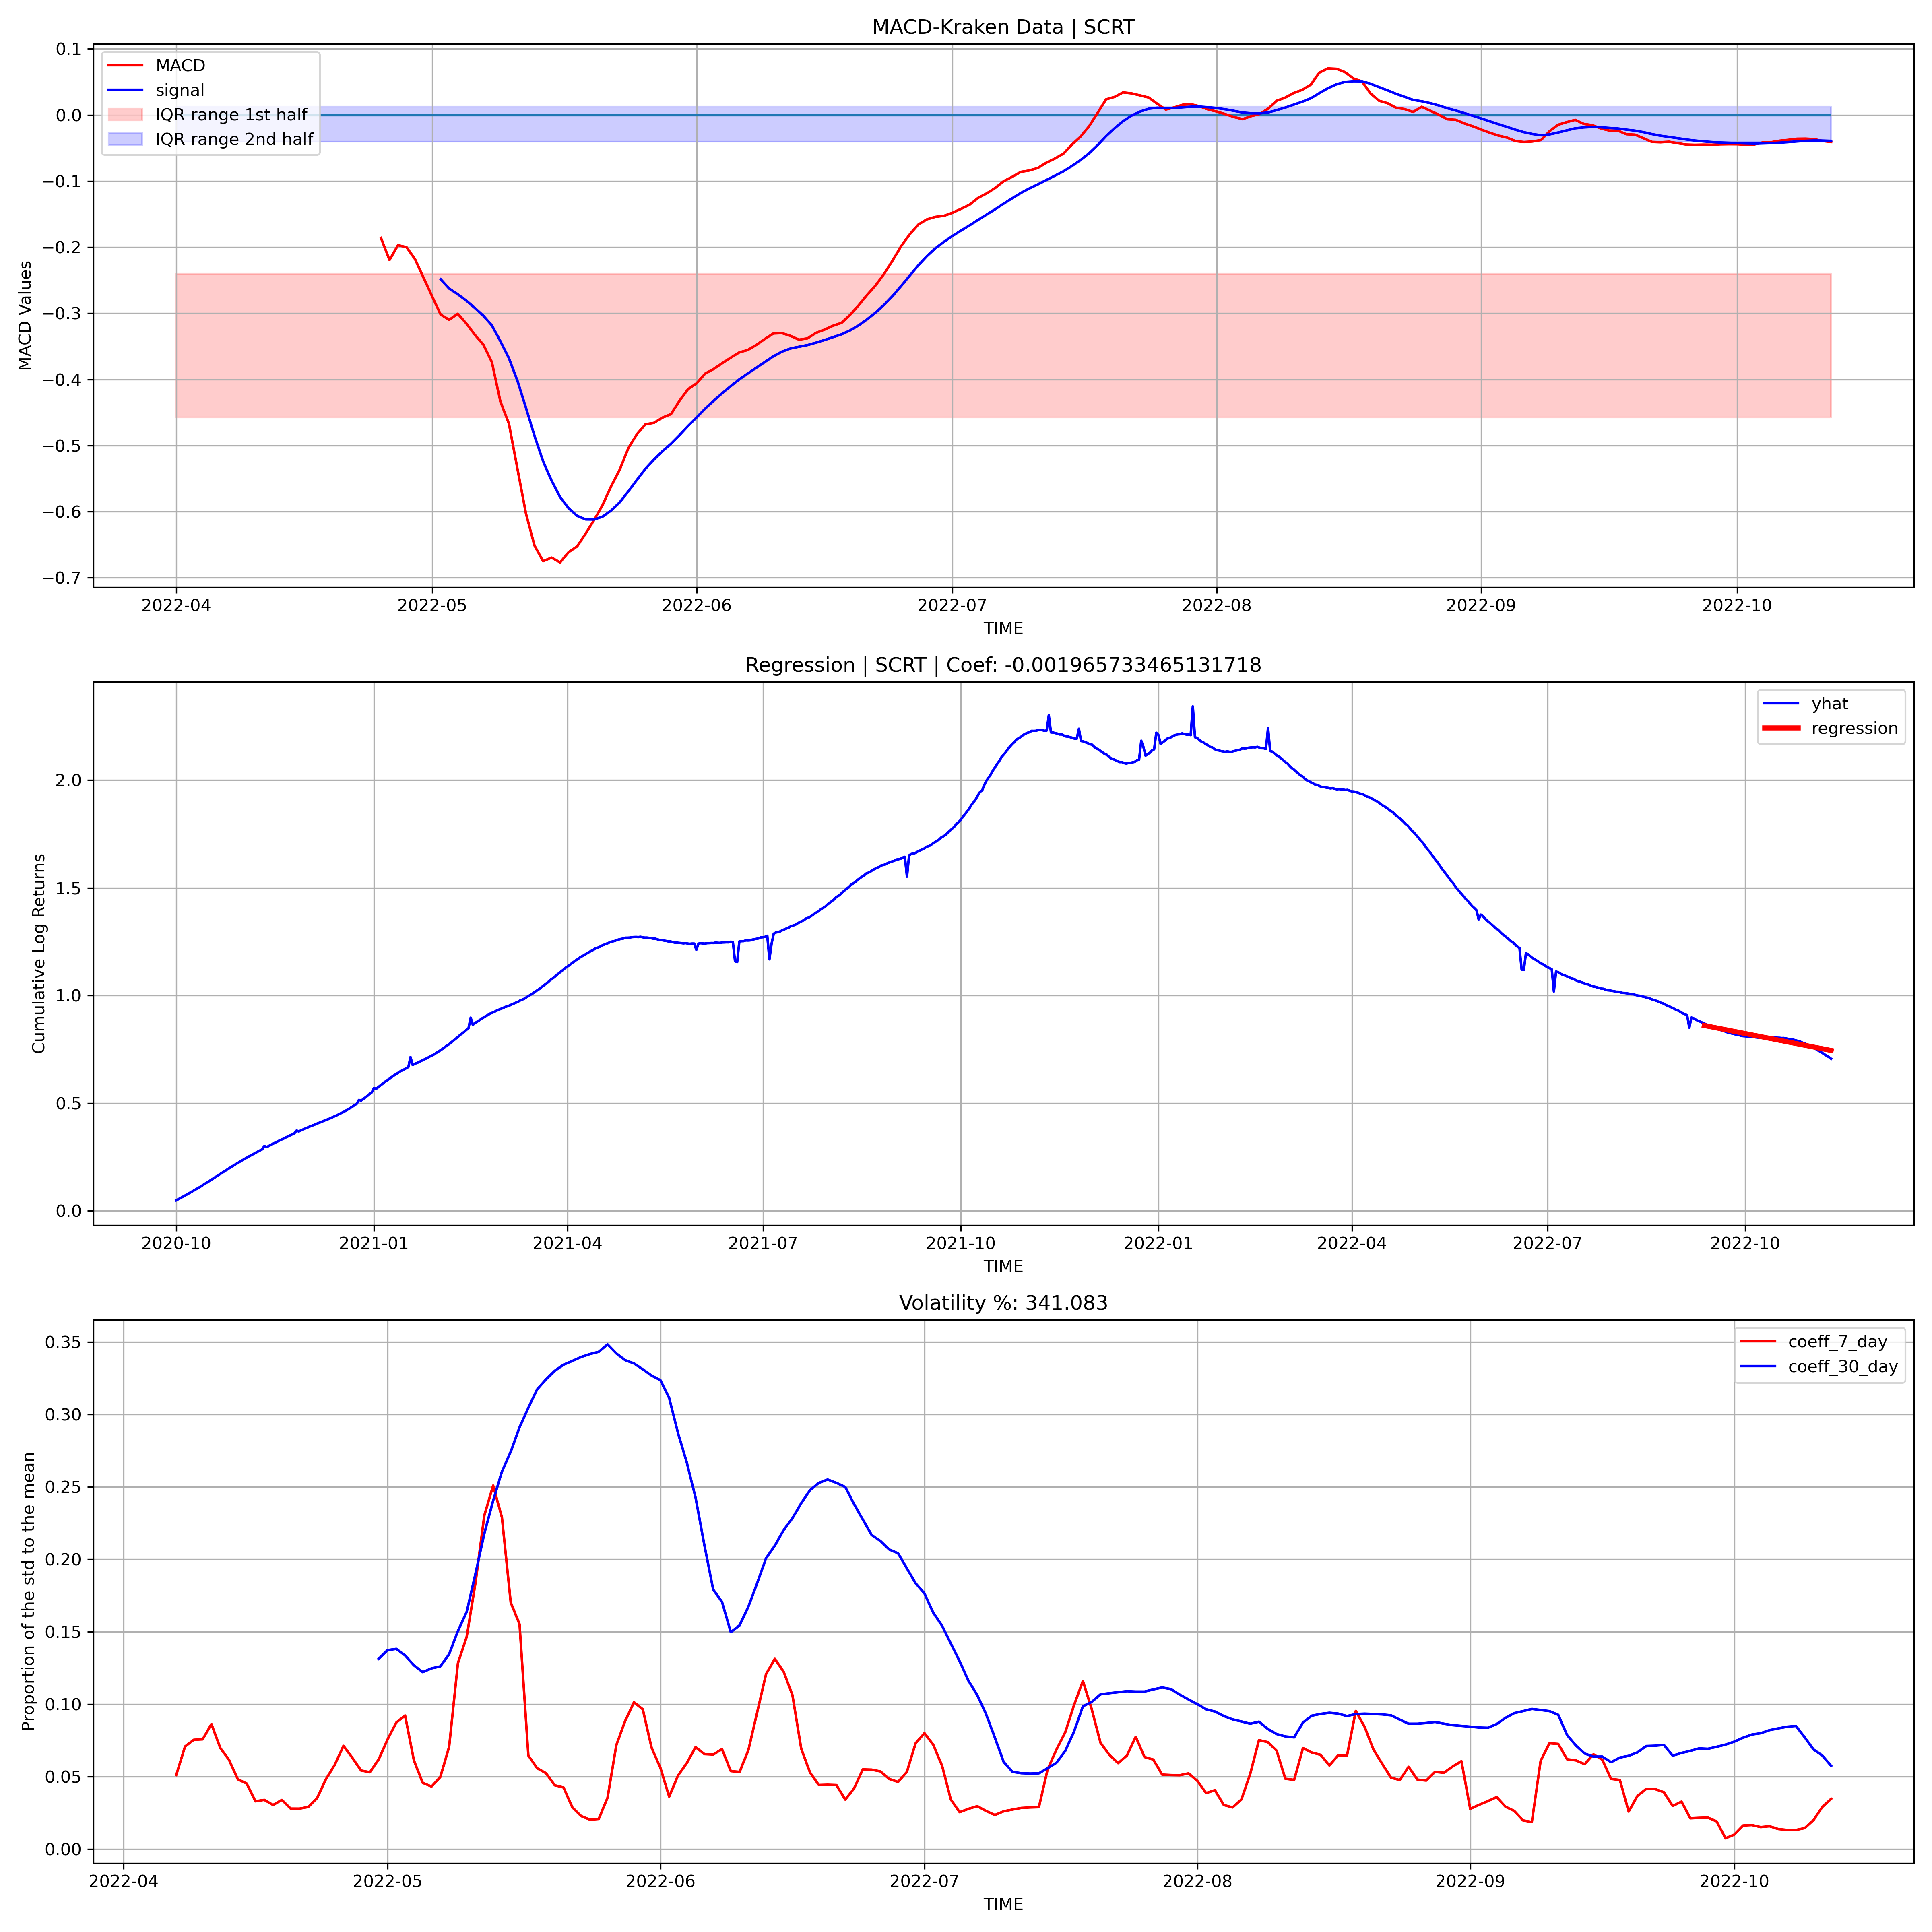 MACD-Kraken Data | SCRT
MACD Values
0.1
0.0
−0.1
−0.2
−0.3
−0.4
−0.5
−0.6
−0.7
MACD
signal
IQR range 1st half
IQR range 2nd half
2022-04 2022-05 2022-06 2022-07 2022-08 2022-09 2022-10
TIME
Regression | SCRT | Coef: -0.001965733465131718
Cumulative Log Returns
2.0
1.5
1.0
0.5
0.0
yhat
regression
2020-10 2021-01 2021-04 2021-07 2021-10 2022-01 2022-04 2022-07 2022-10
TIME
Volatility %: 341.083
Proportion of the std to the mean
0.35
0.30
0.25
0.20
0.15
0.10
0.05
0.00
coeff_7_day
coeff_30_day
2022-04 2022-05 2022-06 2022-07 2022-08 2022-09 2022-10
TIME